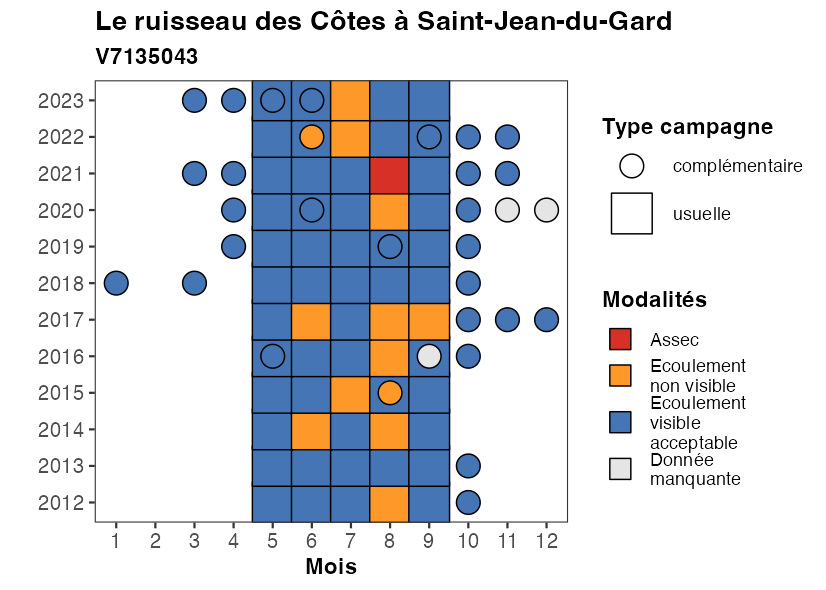 Le ruisseau des Côtes à Saint-Jean-du-Gard
V7135043
2023
2022
2021
2020
2019
2018
2017
2016
2015
2014
2013
2012
1 2 3 4 5 6 7 8 9 10 11 12
Mois
Type campagne
complémentaire
usuelle
Modalités
Assec
Ecoulement
non visible
Ecoulement
visible
acceptable
Donnée
manquante